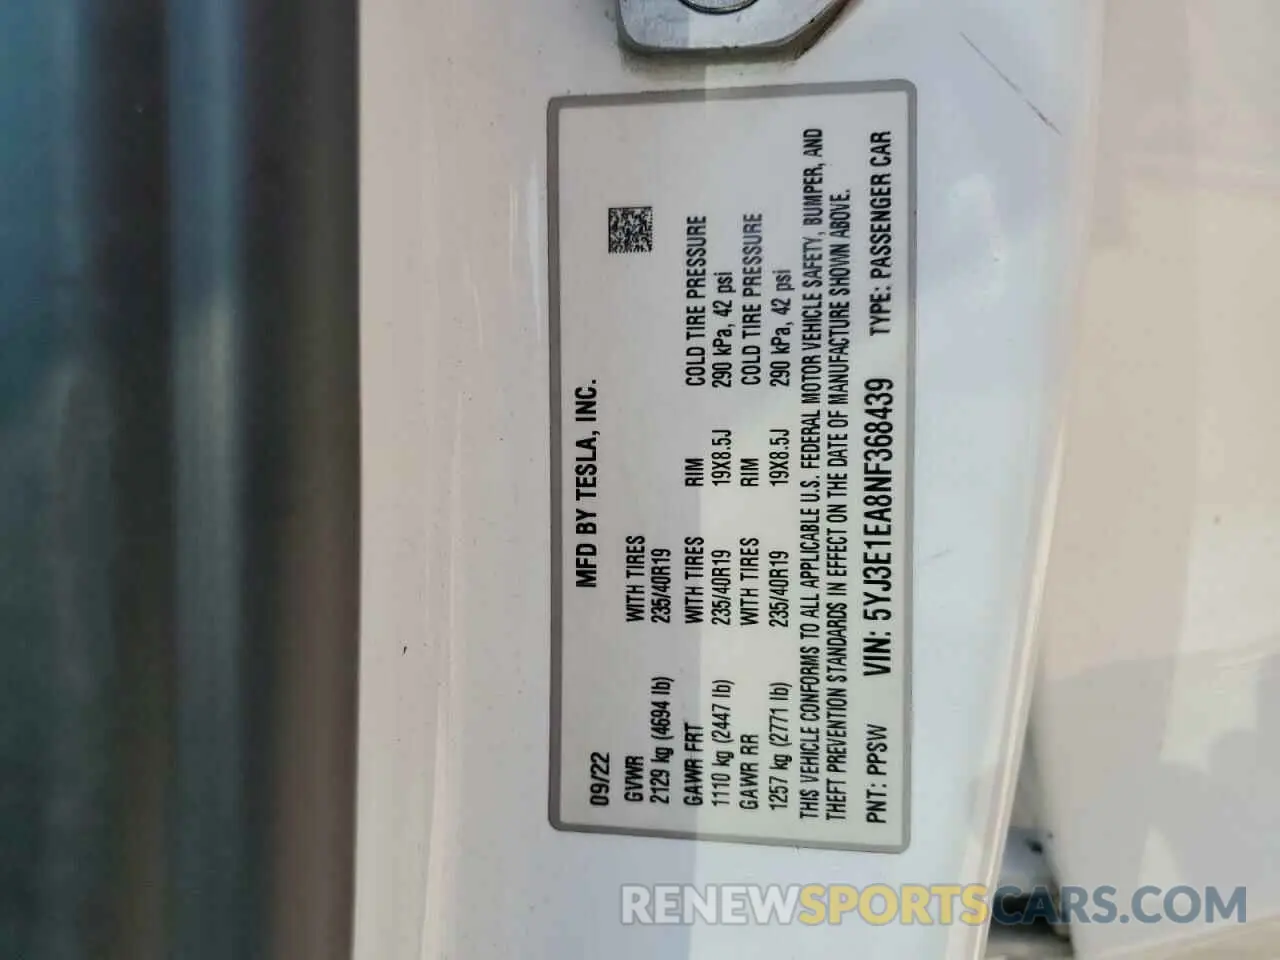 09/22 MFD BY TESLA, INC.
GVWR WITH TIRES
2129 kg (4694 lb) 235/40R19
GAWR FRT WITH TIRES RIM COLD TIRE PRESSURE
1110 kg (2447 lb) 235/40R19 19X8.5J 290 kPa, 42 psi
GAWR RR WITH TIRES RIM COLD TIRE PRESSURE
1257 kg (2771 lb) 235/40R19 19X8.5J 290 kPa, 42 psi
THIS VEHICLE CONFORMS TO ALL APPLICABLE U.S. FEDERAL MOTOR VEHICLE SAFETY, BUMPER, AND
THEFT PREVENTION STANDARDS IN EFFECT ON THE DATE OF MANUFACTURE SHOWN ABOVE.
PNT: PPSW VIN: 5YJ3E1EA8NF368439 TYPE: PASSENGER CAR
RENEWSPORTSCARS.COM